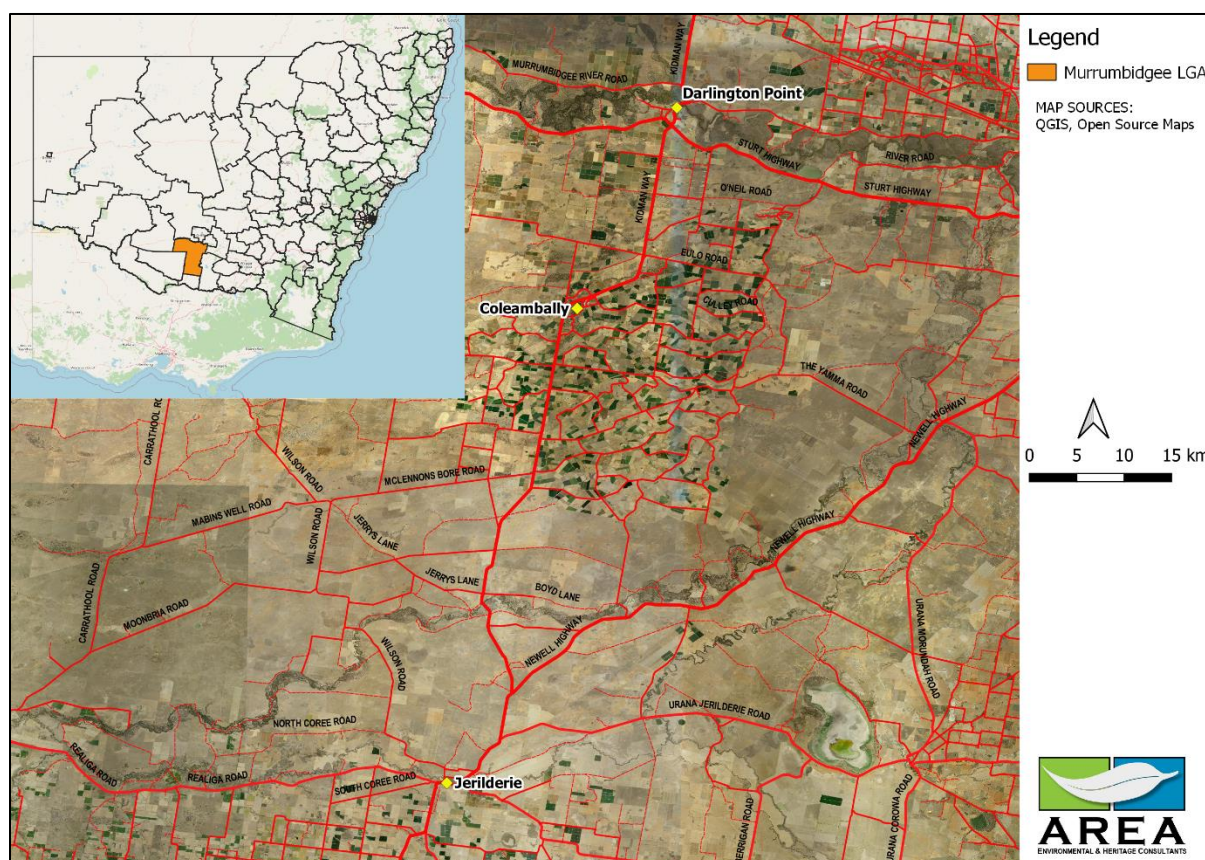 Legend
Murrumbidgee LGA
MAP SOURCES:
QGIS, Open Source Maps
KIDMAN WAY
MURRUMBIDGEE RIVER ROAD
Darlington Point
STURT HIGHWAY
RIVER ROAD
STURT HIGHWAY
O'NEIL ROAD
KIDMAN WAY
EULO ROAD
CULLEY ROAD
Coleambally
THE YAMMA ROAD
NEWELL HIGHWAY
CARRATHOOL RO
WILSON ROAD
MCLENNONS BORE ROAD
0 5 10 15 km
MABINS WELL ROAD
WILSON ROAD
JERRYS LANE
NEWELL HIGHWAY
JERRYS LANE
BOYD LANE
CARRATHOOL ROAD
MOONBRIA ROAD
URANA MORUNDAH ROAD
NEWELL HIGHWAY
WILSON ROAD
NORTH COREE ROAD
URANA JERILDERIE ROAD
REALIGA ROAD
REALIGA ROAD
SOUTH COREE ROAD
Jerilderie
ERRIGAN ROAD
URANA COROWA ROAD
AREA
ENVIRONMENTAL & HERITAGE CONSULTANTS